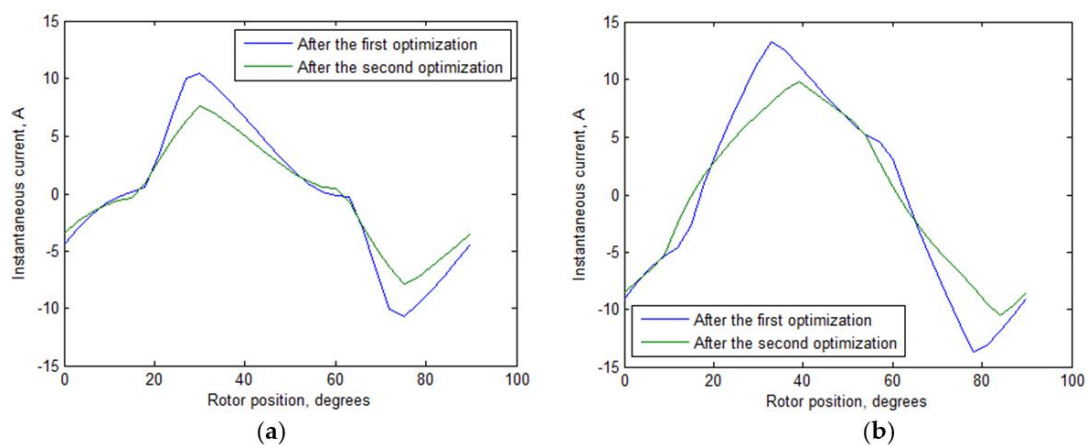 15
10
5
0
-5
-10
-15
0
20
40
60
80
100
Instantaneous current, A
Rotor position, degrees
After the first optimization
After the second optimization
(a)
15
10
5
0
-5
-10
-15
0
20
40
60
80
100
Instantaneous current, A
Rotor position, degrees
After the first optimization
After the second optimization
(b)